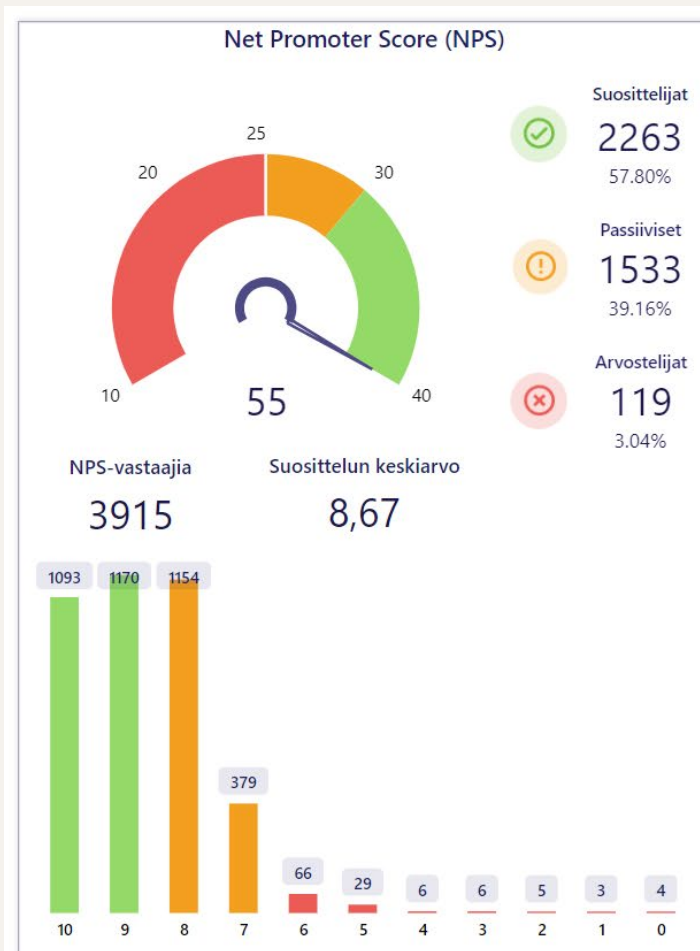 Net Promoter Score (NPS)
10
20
25
30
40
55
Suosittelijat
2263
57.80%
Passiiviset
1533
39.16%
Arvostelijat
119
3.04%
NPS-vastaajia
3915
Suosittelun keskiarvo
8,67
1093 1170 1154 379 66 29 6 6 5 3 4
10 9 8 7 6 5 4 3 2 1 0